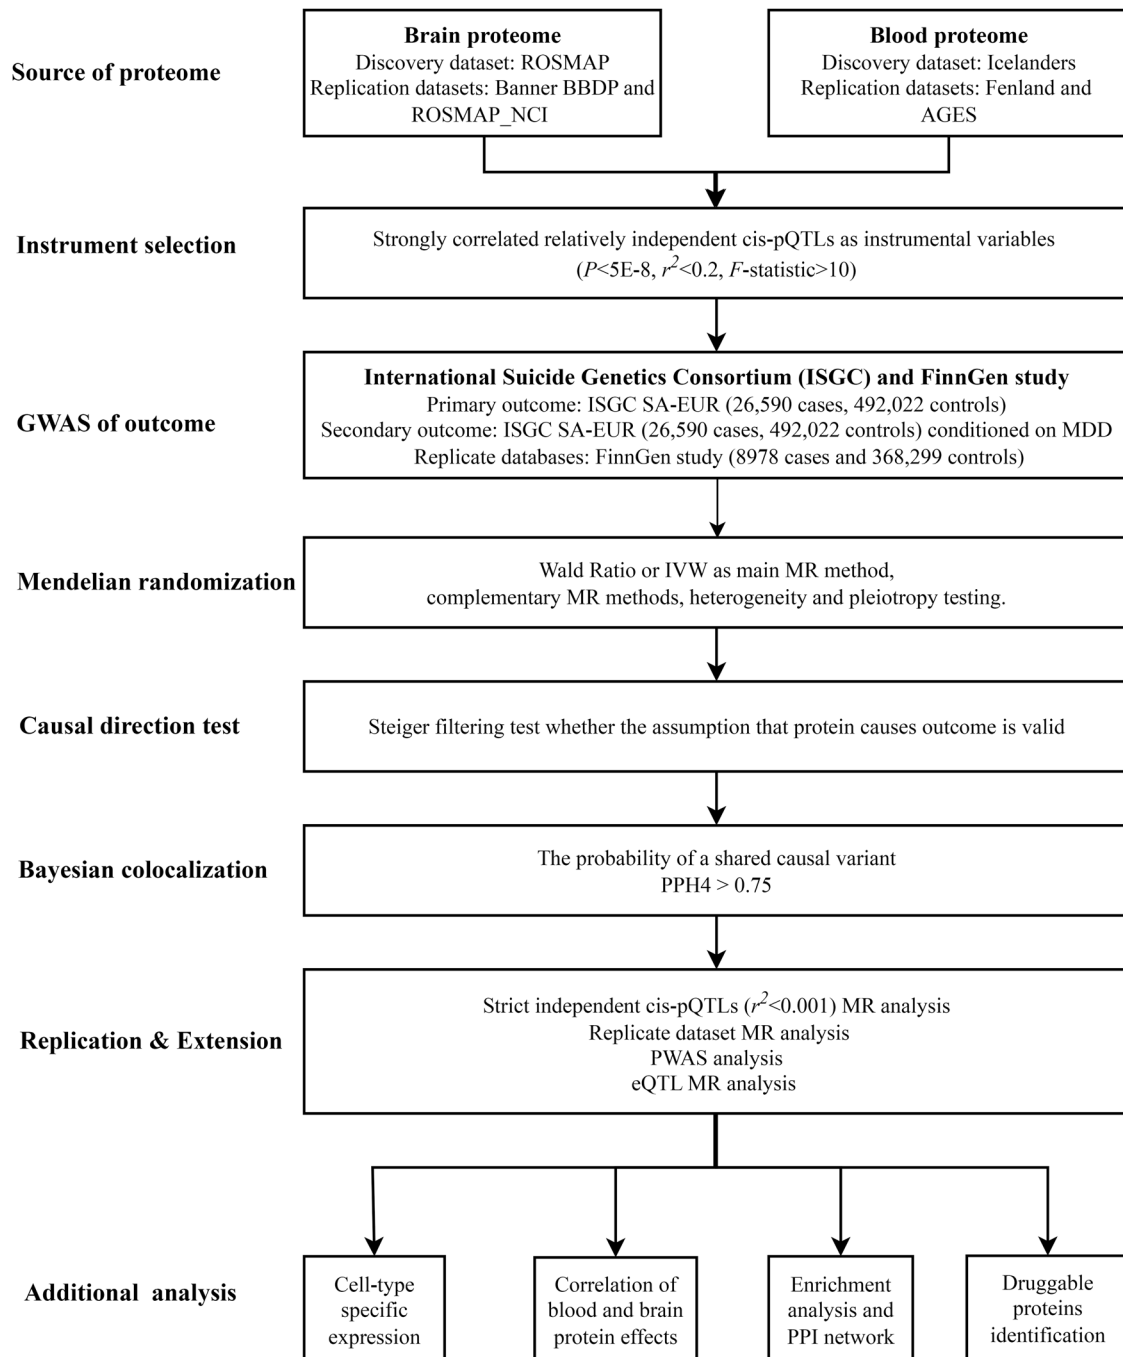 Source of proteome
Brain proteome
Discovery dataset: ROSMAP
Replication datasets: Banner BBDP and
ROSMAP_NCI
Blood proteome
Discovery dataset: Icelanders
Replication datasets: Fenland and
AGES
Instrument selection
Strongly correlated relatively independent cis-pQTLs as instrumental variables
(P<5E-8, r²<0.2, F-statistic>10)
GWAS of outcome
International Suicide Genetics Consortium (ISGC) and FinnGen study
Primary outcome: ISGC SA-EUR (26,590 cases, 492,022 controls)
Secondary outcome: ISGC SA-EUR (26,590 cases, 492,022 controls) conditioned on MDD
Replicate databases: FinnGen study (8978 cases and 368,299 controls)
Mendelian randomization
Wald Ratio or IVW as main MR method,
complementary MR methods, heterogeneity and pleiotropy testing.
Causal direction test
Steiger filtering test whether the assumption that protein causes outcome is valid
Bayesian colocalization
The probability of a shared causal variant
PPH4 > 0.75
Replication & Extension
Strict independent cis-pQTLs (r²<0.001) MR analysis
Replicate dataset MR analysis
PWAS analysis
eQTL MR analysis
Additional analysis
Cell-type
specific
expression
Correlation of
blood and brain
protein effects
Enrichment
analysis and
PPI network
Druggable
proteins
identification